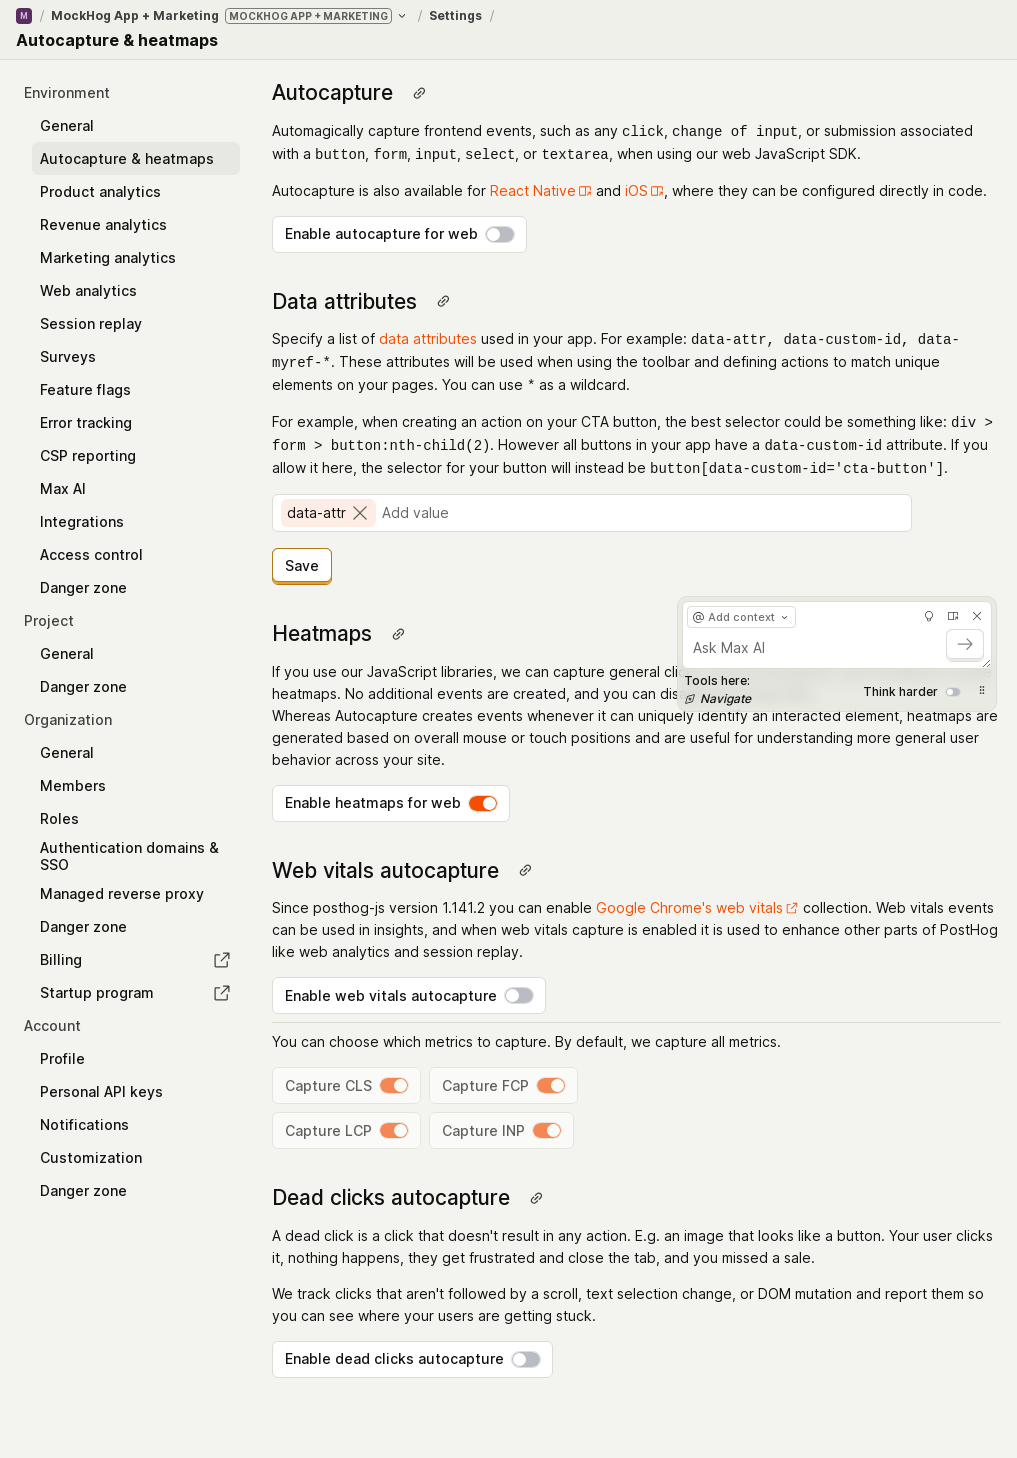 M / MockHog App + Marketing MOCKHOG APP + MARKETING / Settings /
Autocapture & heatmaps
Environment
General
Autocapture & heatmaps
Product analytics
Revenue analytics
Marketing analytics
Web analytics
Session replay
Surveys
Feature flags
Error tracking
CSP reporting
Max AI
Integrations
Access control
Danger zone
Project
General
Danger zone
Organization
General
Members
Roles
Authentication domains &
SSO
Managed reverse proxy
Danger zone
Billing
Startup program
Account
Profile
Personal API keys
Notifications
Customization
Danger zone
Autocapture
Automagically capture frontend events, such as any click, change of input, or submission associated
with a button, form, input, select, or textarea, when using our web JavaScript SDK.
Autocapture is also available for React Native and iOS, where they can be configured directly in code.
Enable autocapture for web
Data attributes
Specify a list of data attributes used in your app. For example: data-attr, data-custom-id, data-
myref-*. These attributes will be used when using the toolbar and defining actions to match unique
elements on your pages. You can use * as a wildcard.
For example, when creating an action on your CTA button, the best selector could be something like: div >
form > button:nth-child(2). However all buttons in your app have a data-custom-id attribute. If you
allow it here, the selector for your button will instead be button[data-custom-id='cta-button'].
data-attr Add value
Save
Heatmaps
If you use our JavaScript libraries, we can capture general
heatmaps. No additional events are created, and you can
Whereas Autocapture creates events whenever it can uniquely identify an interacted element, heatmaps are
generated based on overall mouse or touch positions and are useful for understanding more general user
behavior across your site.
Enable heatmaps for web
@ Add context
Ask Max AI
Tools here:
Navigate
Think harder
Web vitals autocapture
Since posthog-js version 1.141.2 you can enable Google Chrome's web vitals collection. Web vitals events
can be used in insights, and when web vitals capture is enabled it is used to enhance other parts of PostHog
like web analytics and session replay.
Enable web vitals autocapture
You can choose which metrics to capture. By default, we capture all metrics.
Capture CLS Capture FCP
Capture LCP Capture INP
Dead clicks autocapture
A dead click is a click that doesn't result in any action. E.g. an image that looks like a button. Your user clicks
it, nothing happens, they get frustrated and close the tab, and you missed a sale.
We track clicks that aren't followed by a scroll, text selection change, or DOM mutation and report them so
you can see where your users are getting stuck.
Enable dead clicks autocapture